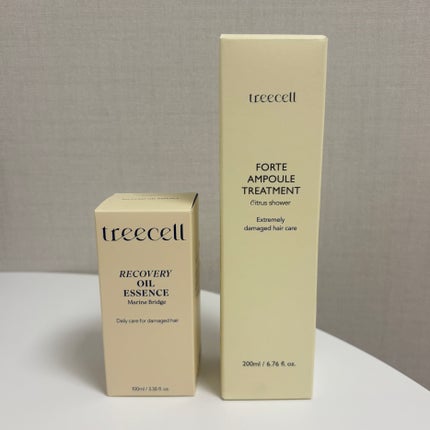 treecell
RECOVERY
OIL
ESSENCE
Marine Bridge
Daily care for damaged hair
100ml / 3.38 fl. oz.
treecell
FORTE
AMPOULE
TREATMENT
Citrus shower
Extremely
damaged hair care
200ml / 6.76 fl. oz.